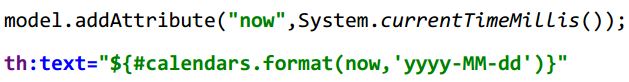 model.addAttribute("now",System.currentTimeMillis());
th:text="${#calendars.format(now,'yyyy-MM-dd')}"